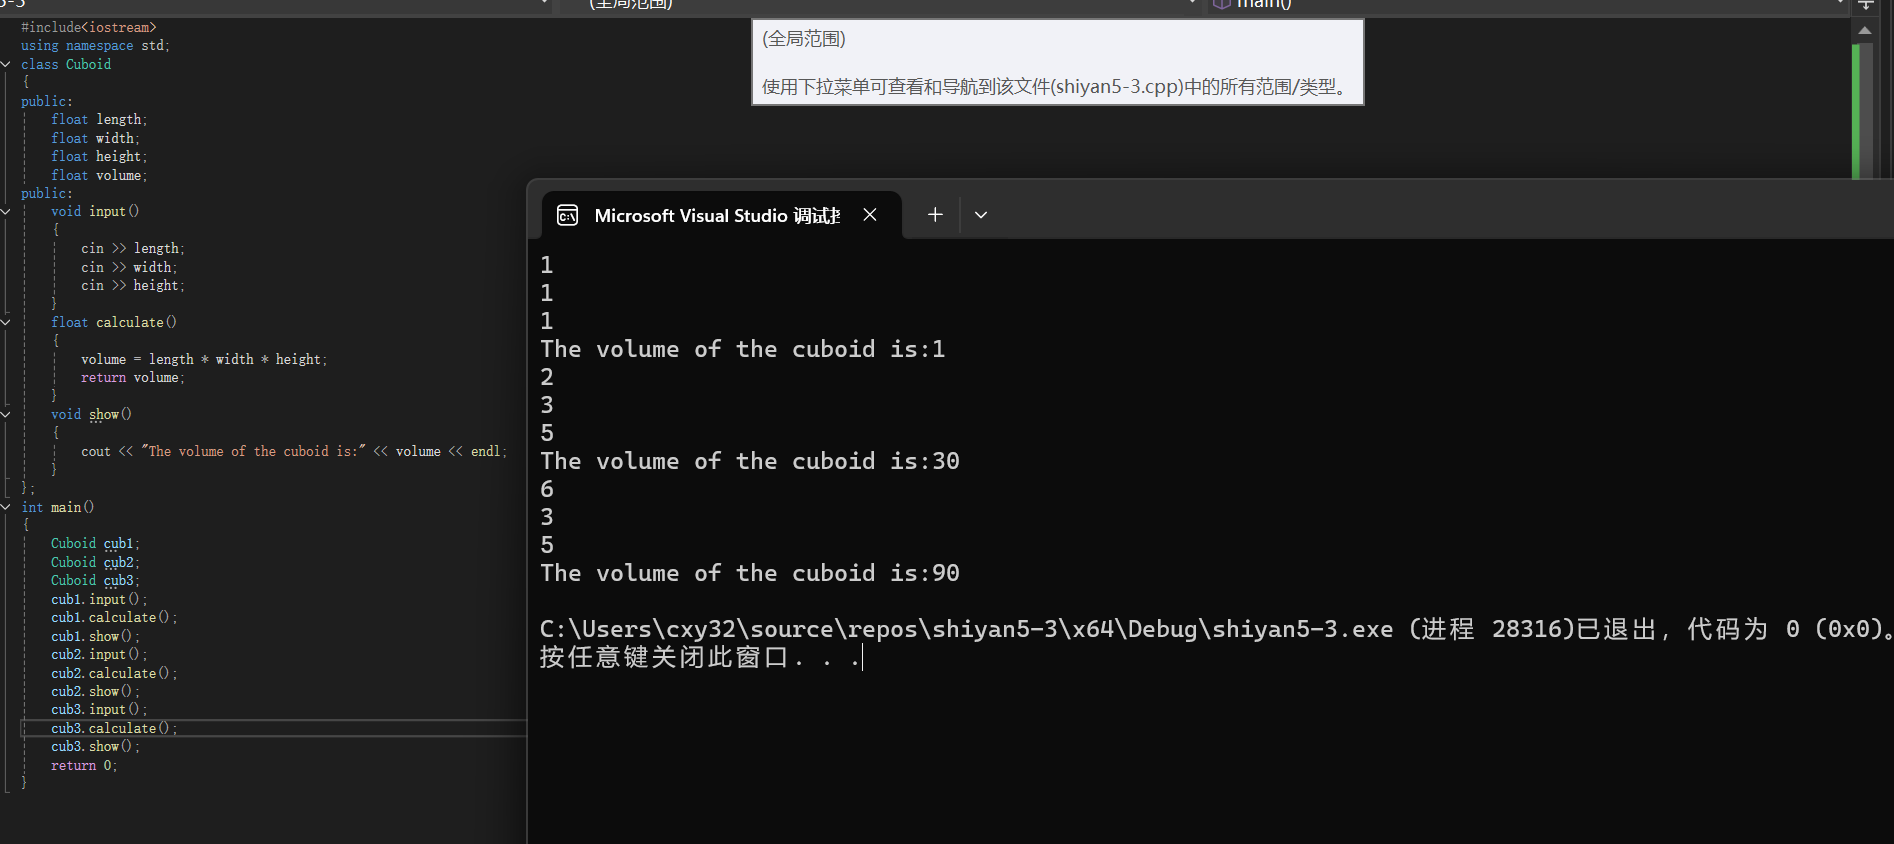 5-3
(全局范围)
main()
#include<iostream>
using namespace std;
class Cuboid
{
public:
float length;
float width;
float height;
float volume;
public:
void input()
{
cin >> length;
cin >> width;
cin >> height;
}
float calculate()
{
volume = length * width * height;
return volume;
}
void show()
{
cout << "The volume of the cuboid is:" << volume << endl;
}
};
int main()
{
Cuboid cub1;
Cuboid cub2;
Cuboid cub3;
cub1.input();
cub1.calculate();
cub1.show();
cub2.input();
cub2.calculate();
cub2.show();
cub3.input();
cub3.calculate();
cub3.show();
return 0;
}
(全局范围)
使用下拉菜单可查看和导航到该文件(shiyan5-3.cpp)中的所有范围/类型。
Microsoft Visual Studio 调试
1
1
1
The volume of the cuboid is:1
2
3
5
The volume of the cuboid is:30
6
3
5
The volume of the cuboid is:90
C:\Users\cxy32\source\repos\shiyan5-3\x64\Debug\shiyan5-3.exe (进程 28316)已退出，代码为 0 (0x0)。
按任意键关闭此窗口. . .